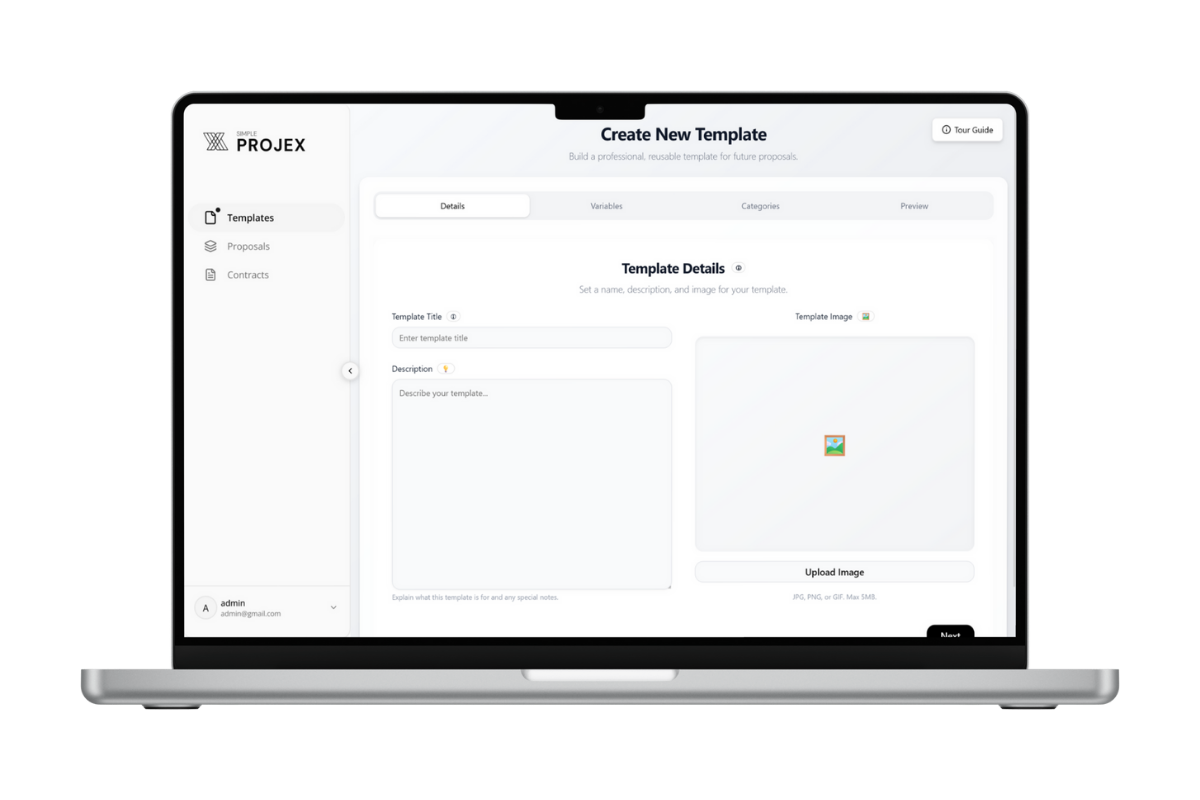 SIMPLE
PROJEX
Templates
Proposals
Contracts
A
admin
admin@gmail.com
Create New Template
Build a professional, reusable template for future proposals.
Tour Guide
Details
Variables
Categories
Preview
Template Details
Set a name, description, and image for your template.
Template Title
Enter template title
Description
Describe your template...
Explain what this template is for and any special notes.
Template Image
Upload Image
JPG, PNG, or GIF. Max 5MB.
Next